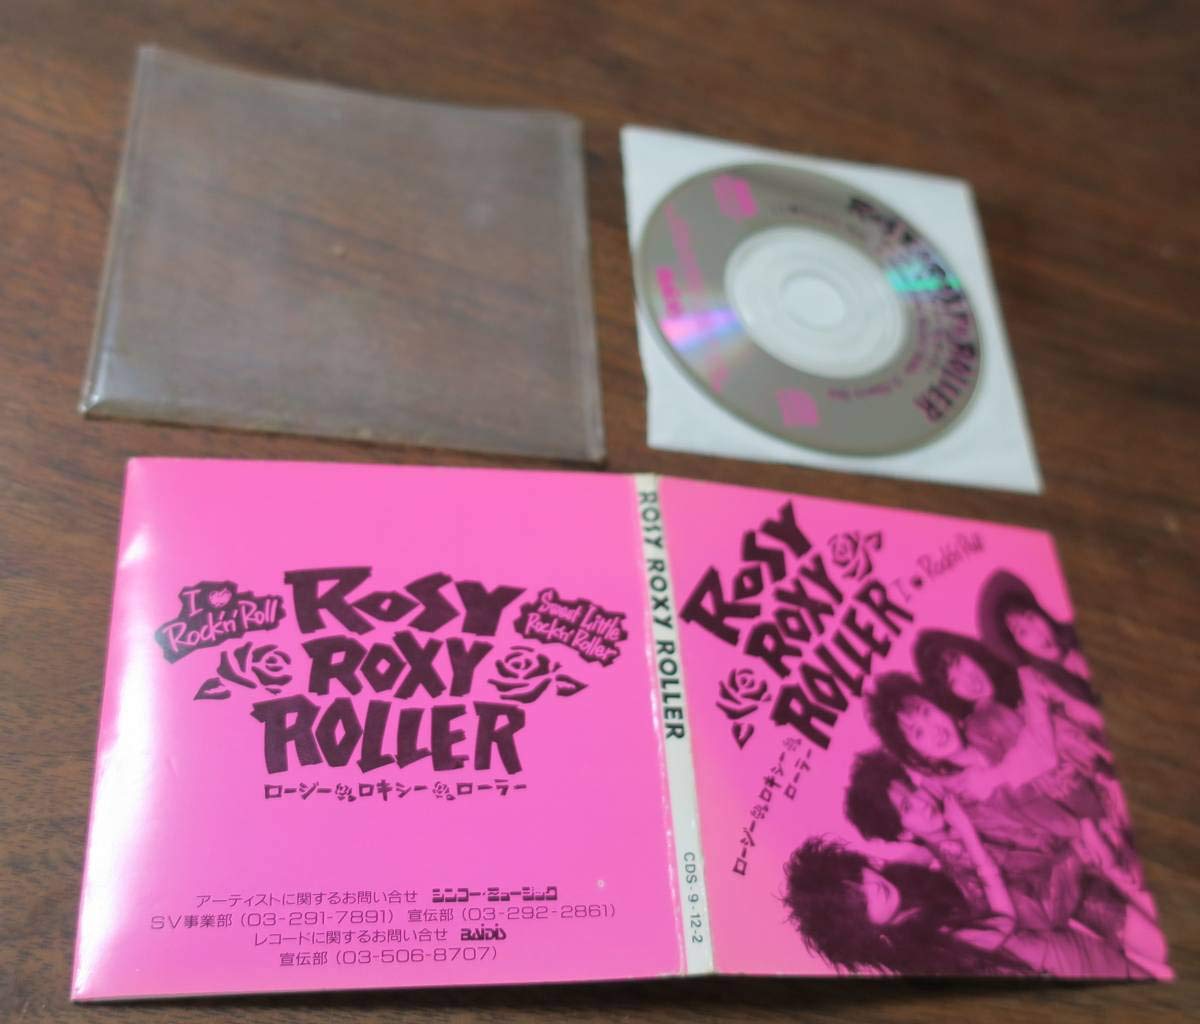 I ♥
Rock'n' Roll
ROSY
ROXY
ROLLER
Sweet Little
Rock'n' Roller
ロージー ロキシー ローラー
アーティストに関するお問い合せ シンコー・ミュージック
SV事業部 (03-291-7891) 宣伝部 (03-292-2861)
レコードに関するお問い合せ BAIDIS
宣伝部 (03-506-8707)
ROSY ROXY ROLLER
CDS-9-12-2
ROSY
ROXY
ROLLER
I ♥ Rock'n' Roll
ロージー ロキシー
ローラー
ROLLER